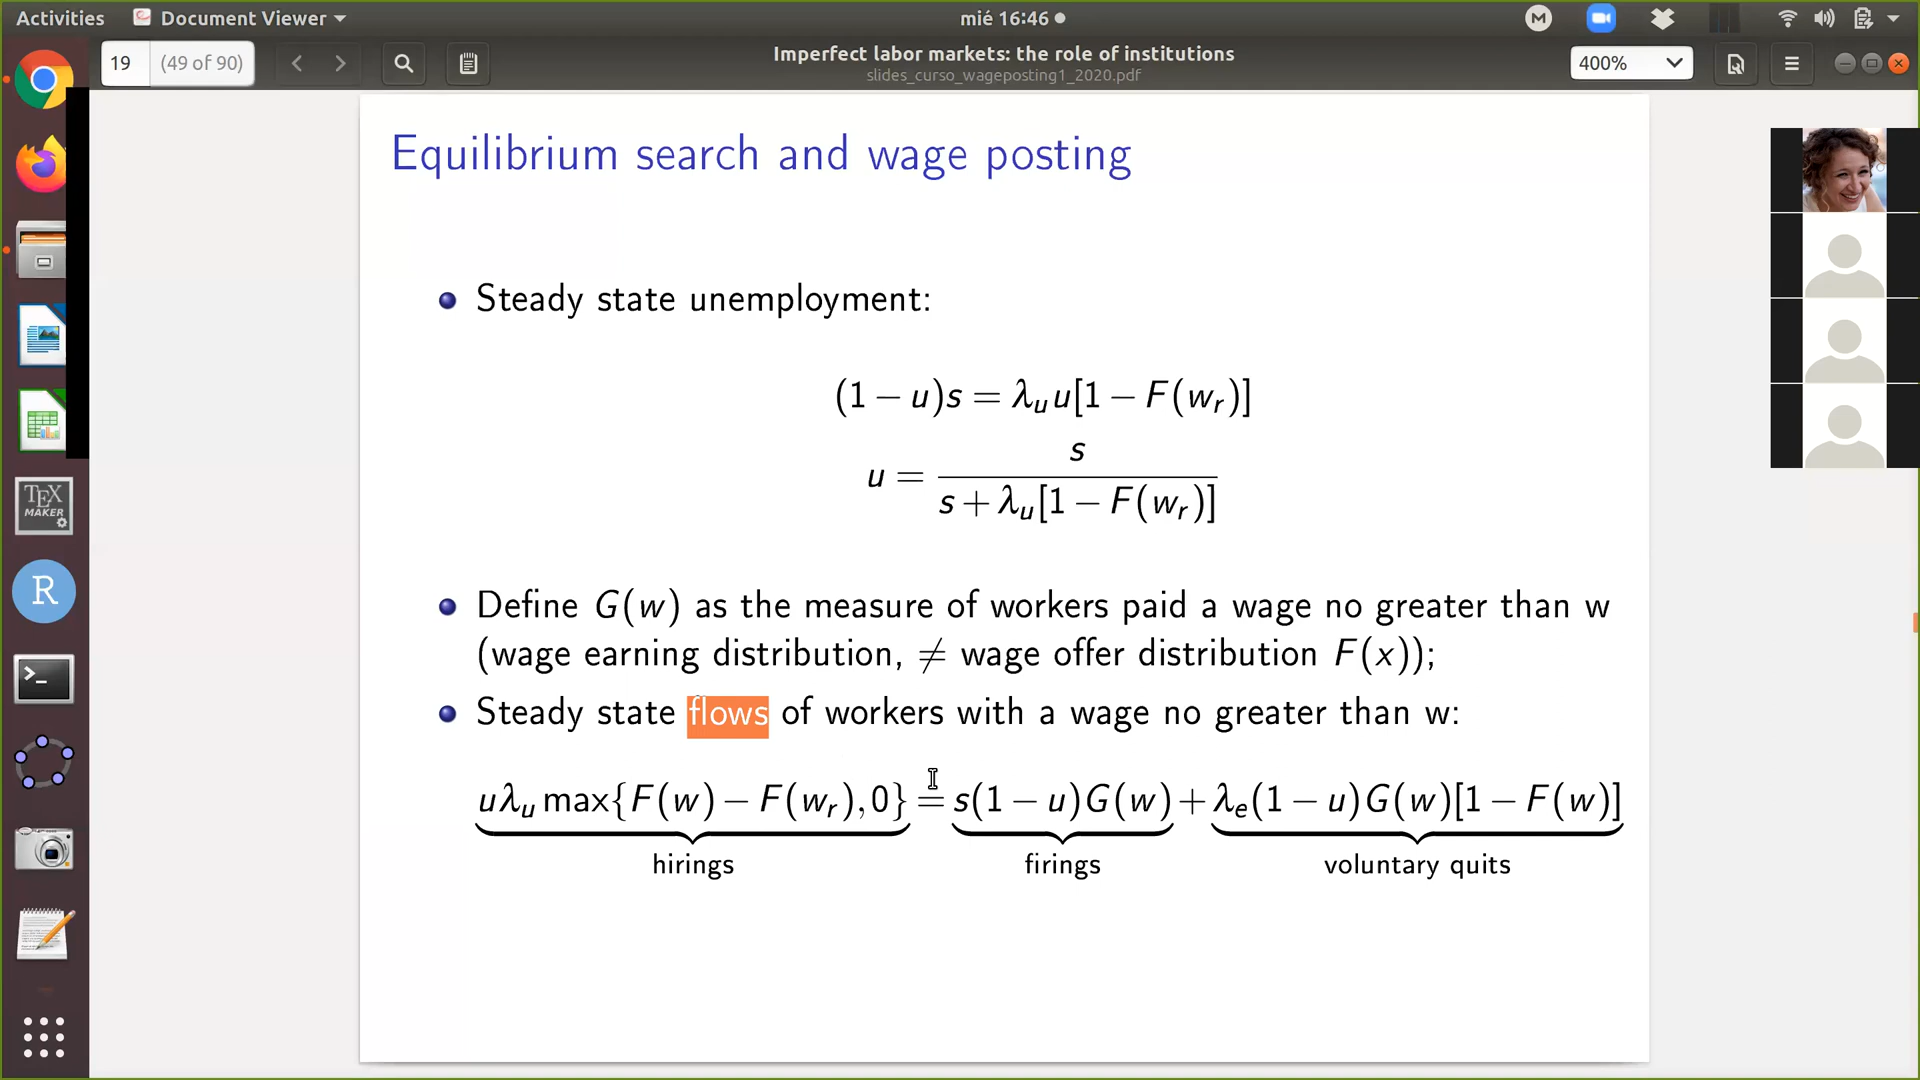 Activities Document Viewer mié 16:46 M
19 (49 of 90) Imperfect labor markets: the role of institutions 400%
slides_curso_wageposting1_2020.pdf
Equilibrium search and wage posting
Steady state unemployment:
(1 − u)s = λ_u u[1 − F(w_r)]
u = s / (s + λ_u[1 − F(w_r)])
Define G(w) as the measure of workers paid a wage no greater than w
(wage earning distribution, ≠ wage offer distribution F(x));
Steady state flows of workers with a wage no greater than w:
uλ_u max{F(w) − F(w_r), 0} = s(1 − u)G(w) + λ_e(1 − u)G(w)[1 − F(w)]
hirings firings voluntary quits
TEX
MAKER
R
>_